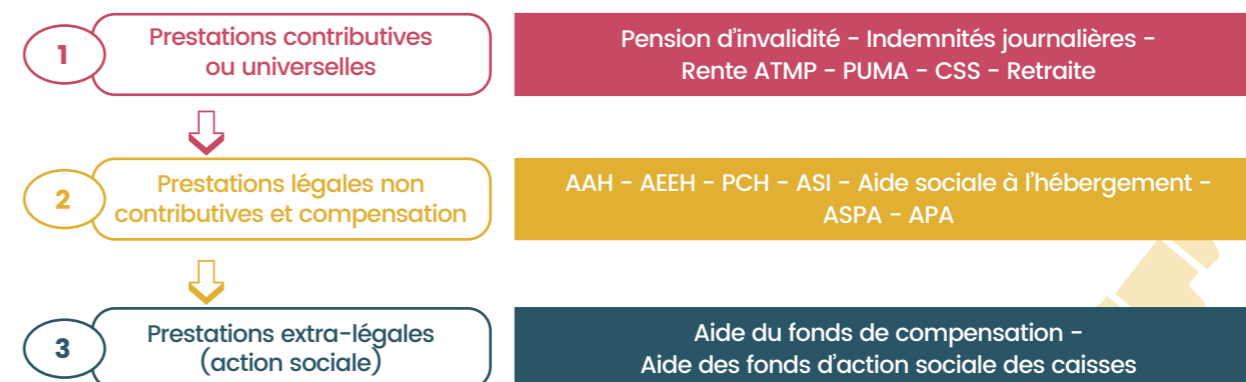 1
Prestations contributives
ou universelles
Pension d'invalidité - Indemnités journalières -
Rente ATMP - PUMA - CSS - Retraite
2
Prestations légales non
contributives et compensation
AAH - AEEH - PCH - ASI - Aide sociale à l'hébergement -
ASPA - APA
3
Prestations extra-légales
(action sociale)
Aide du fonds de compensation -
Aide des fonds d'action sociale des caisses